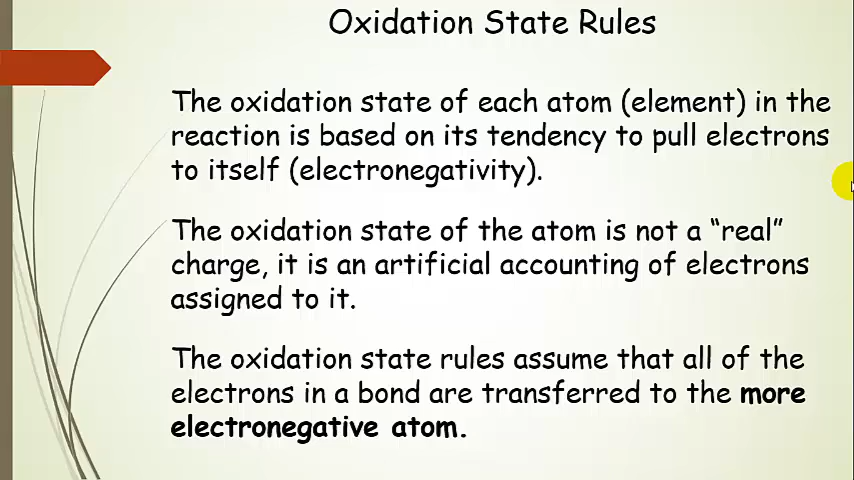 Oxidation State Rules
The oxidation state of each atom (element) in the
reaction is based on its tendency to pull electrons
to itself (electronegativity).
The oxidation state of the atom is not a “real”
charge, it is an artificial accounting of electrons
assigned to it.
The oxidation state rules assume that all of the
electrons in a bond are transferred to the more
electronegative atom.